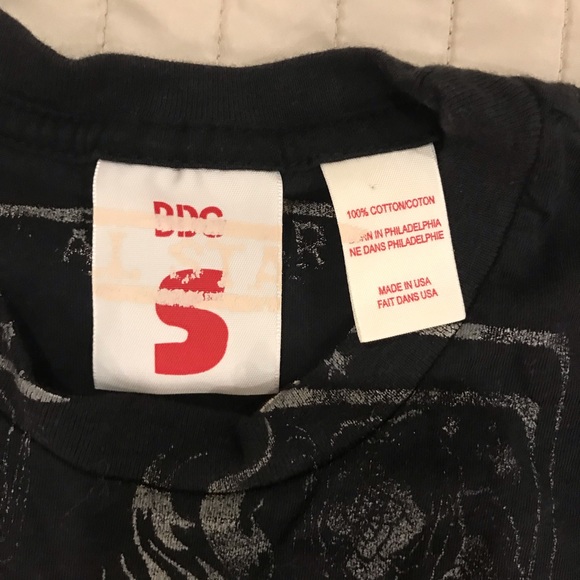 BDG
S
100% COTTON/COTON
BORN IN PHILADELPHIA
NE DANS PHILADELPHIE
MADE IN USA
FAIT DANS USA